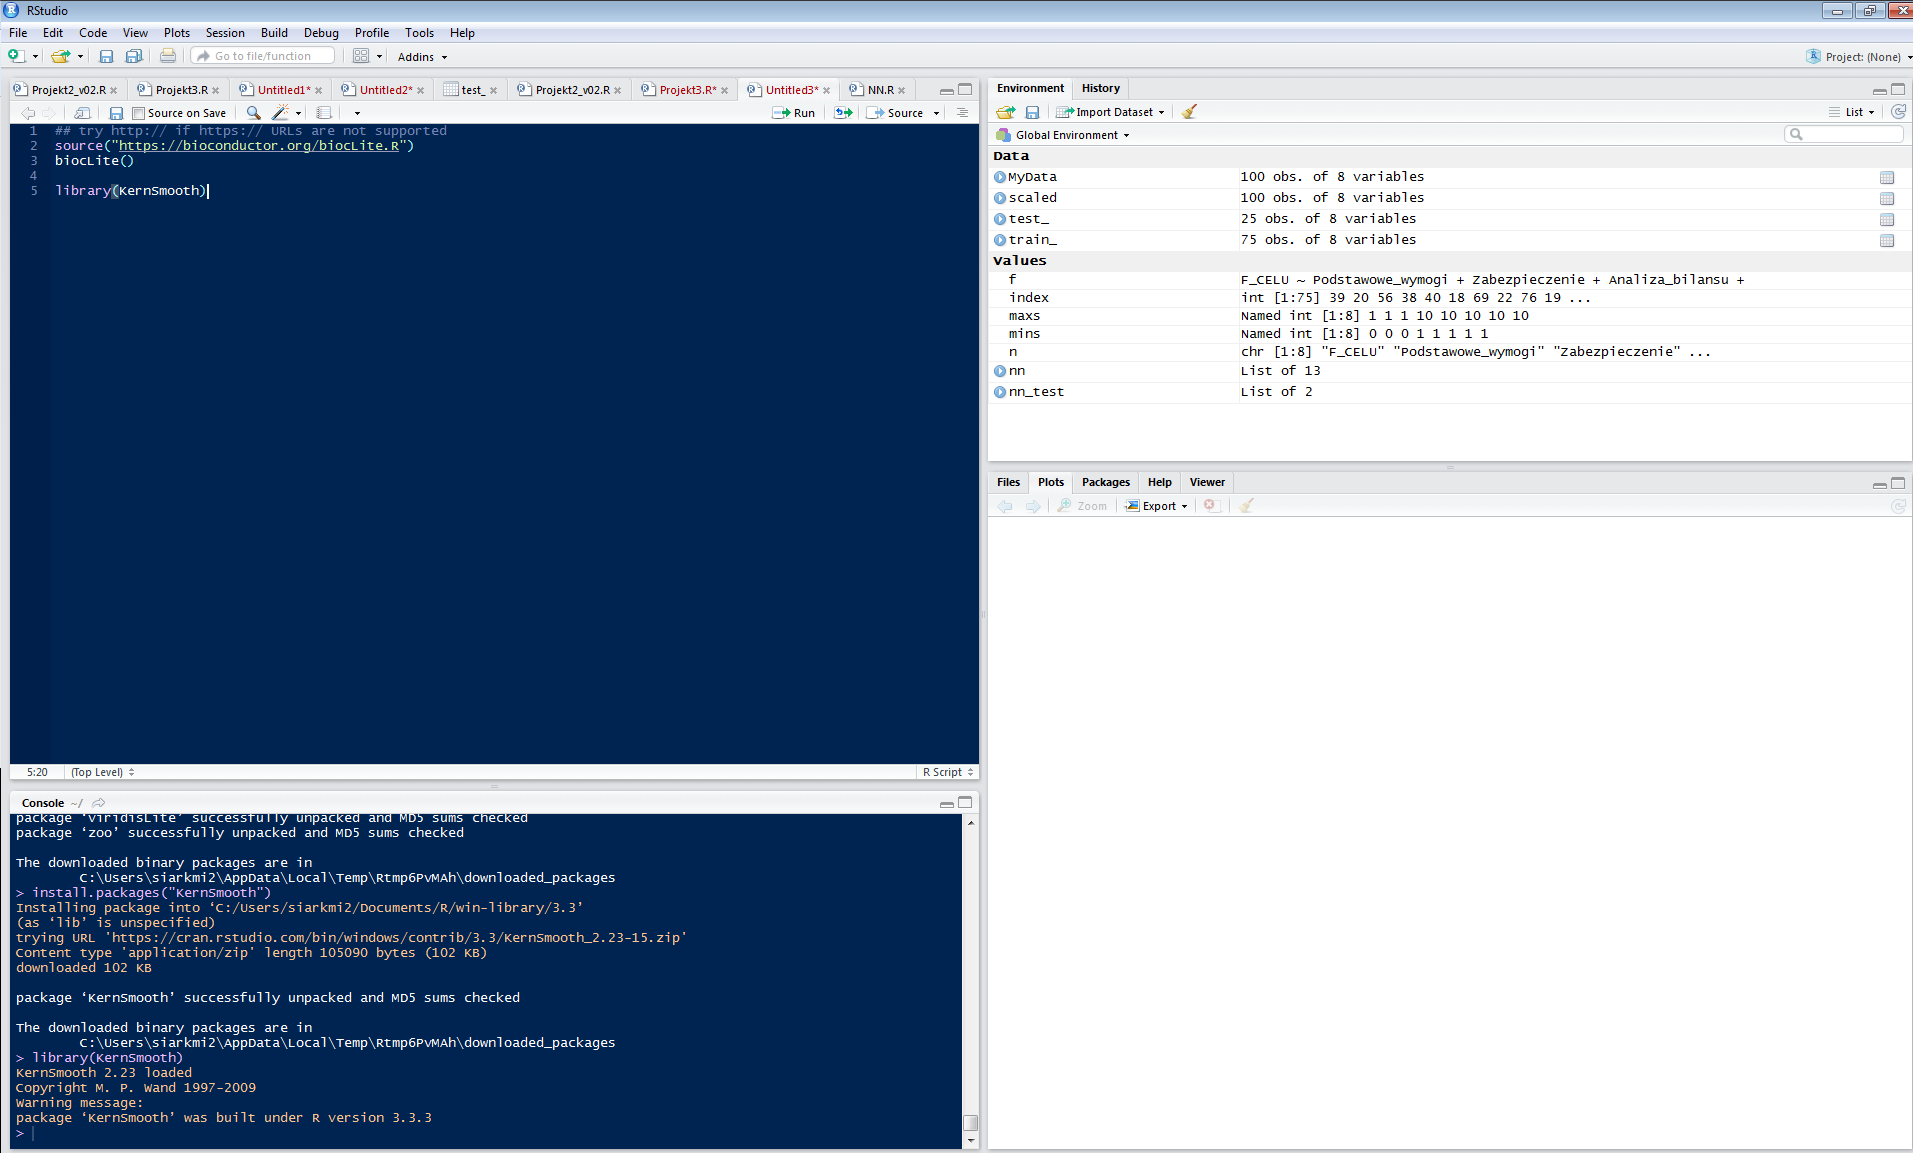 RStudio
File Edit Code View Plots Session Build Debug Profile Tools Help
Go to file/function Addins Project: (None)
Projekt2_v02.R Projekt3.R Untitled1* Untitled2* test_ Projekt2_v02.R Projekt3.R* Untitled3* NN.R
Source on Save Run Source
1 ## try http:// if https:// URLs are not supported
2 source("https://bioconductor.org/biocLite.R")
3 biocLite()
4
5 library(KernSmooth)
5:20 (Top Level) R Script
Console ~/
package ‘viridisLite’ successfully unpacked and MD5 sums checked
package ‘zoo’ successfully unpacked and MD5 sums checked
The downloaded binary packages are in
C:\Users\siarkmi2\AppData\Local\Temp\Rtmp6PvMAh\downloaded_packages
> install.packages("KernSmooth")
Installing package into ‘C:/Users/siarkmi2/Documents/R/win-library/3.3’
(as ‘lib’ is unspecified)
trying URL 'https://cran.rstudio.com/bin/windows/contrib/3.3/KernSmooth_2.23-15.zip'
Content type 'application/zip' length 105090 bytes (102 KB)
downloaded 102 KB
package ‘KernSmooth’ successfully unpacked and MD5 sums checked
The downloaded binary packages are in
C:\Users\siarkmi2\AppData\Local\Temp\Rtmp6PvMAh\downloaded_packages
> library(KernSmooth)
KernSmooth 2.23 loaded
Copyright M. P. Wand 1997-2009
Warning message:
package ‘KernSmooth’ was built under R version 3.3.3
>
Environment History
Import Dataset List
Global Environment
Data
MyData 100 obs. of 8 variables
scaled 100 obs. of 8 variables
test_ 25 obs. of 8 variables
train_ 75 obs. of 8 variables
Values
f F_CELU ~ Podstawowe_wymogi + Zabezpieczenie + Analiza_bilansu +
index int [1:75] 39 20 56 38 40 18 69 22 76 19 ...
maxs Named int [1:8] 1 1 1 10 10 10 10 10
mins Named int [1:8] 0 0 0 1 1 1 1 1
n chr [1:8] "F_CELU" "Podstawowe_wymogi" "Zabezpieczenie" ...
nn List of 13
nn_test List of 2
Files Plots Packages Help Viewer
Zoom Export